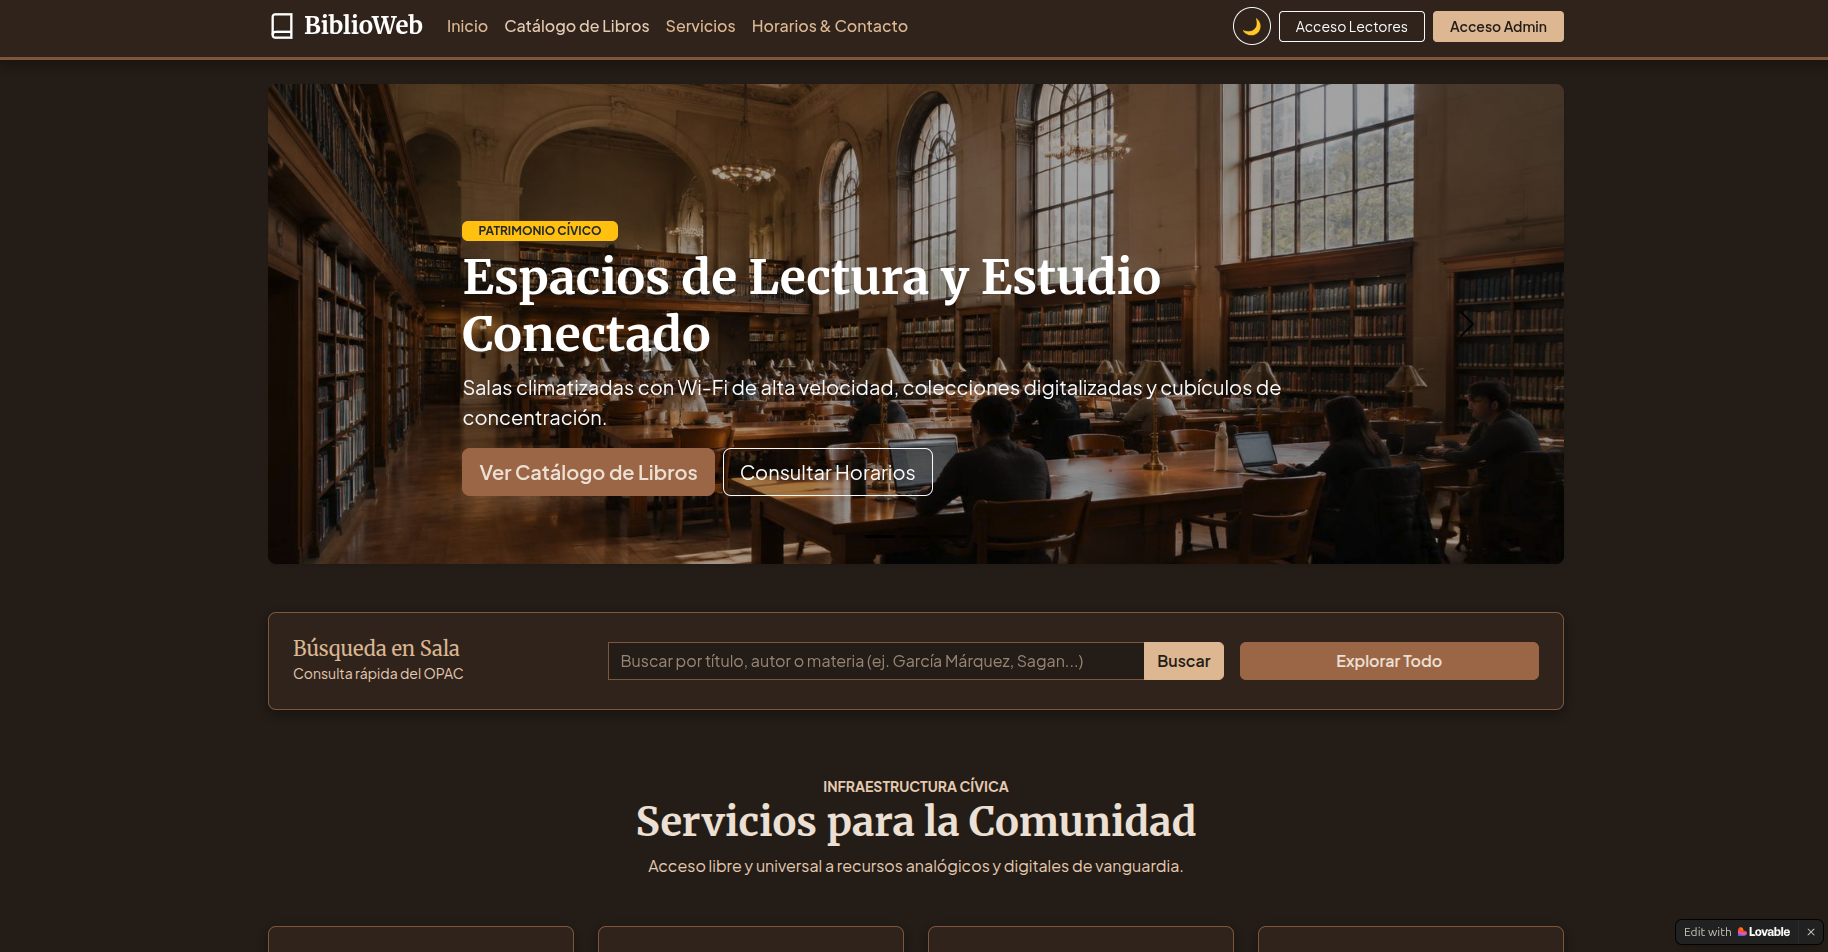 BiblioWeb
Inicio
Catálogo de Libros
Servicios
Horarios & Contacto
Acceso Lectores
Acceso Admin
PATRIMONIO CÍVICO
Espacios de Lectura y Estudio
Conectado
Salas climatizadas con Wi-Fi de alta velocidad, colecciones digitalizadas y cubículos de
concentración.
Ver Catálogo de Libros
Consultar Horarios
Búsqueda en Sala
Consulta rápida del OPAC
Buscar por título, autor o materia (ej. García Márquez, Sagan...)
Buscar
Explorar Todo
INFRAESTRUCTURA CÍVICA
Servicios para la Comunidad
Acceso libre y universal a recursos analógicos y digitales de vanguardia.
Edit with Lovable